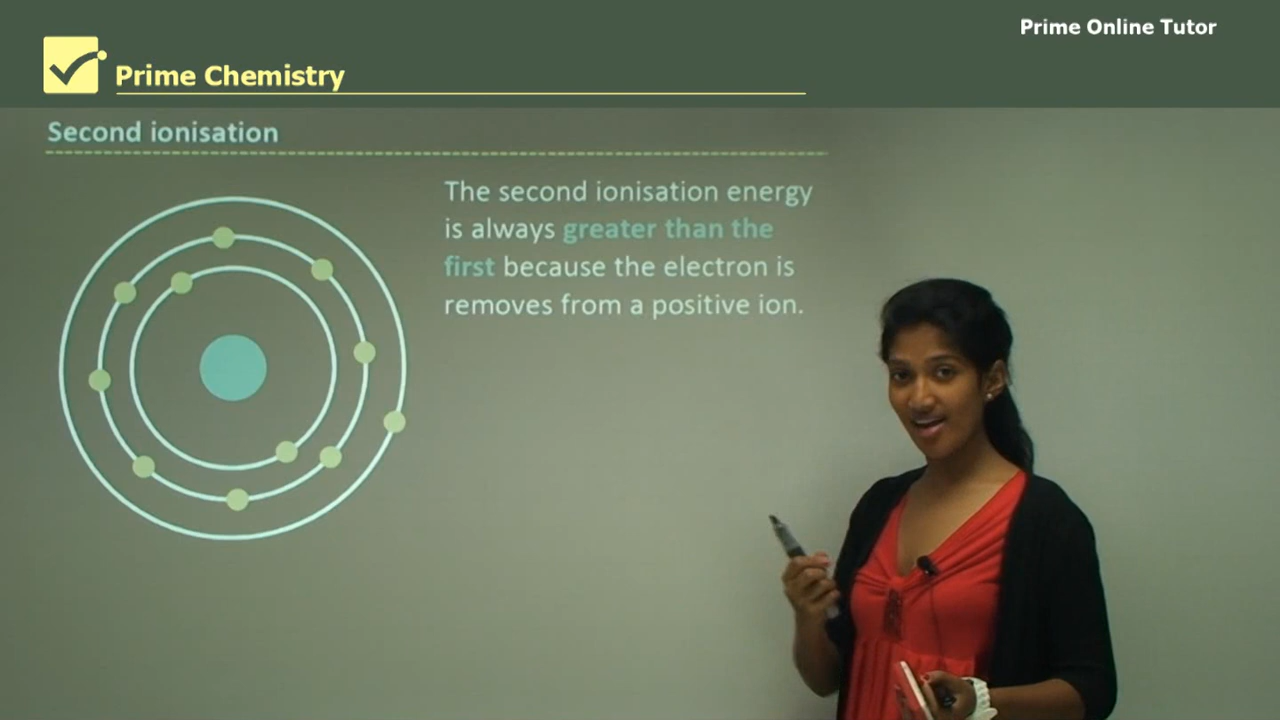 Prime Online Tutor
Prime Chemistry
Second ionisation
The second ionisation energy
is always greater than the
first because the electron is
removes from a positive ion.